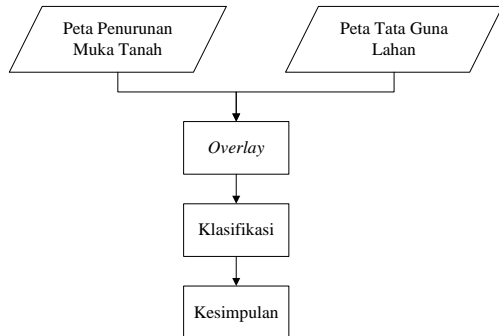 Peta Penurunan
Muka Tanah
Peta Tata Guna
Lahan
Overlay
Klasifikasi
Kesimpulan